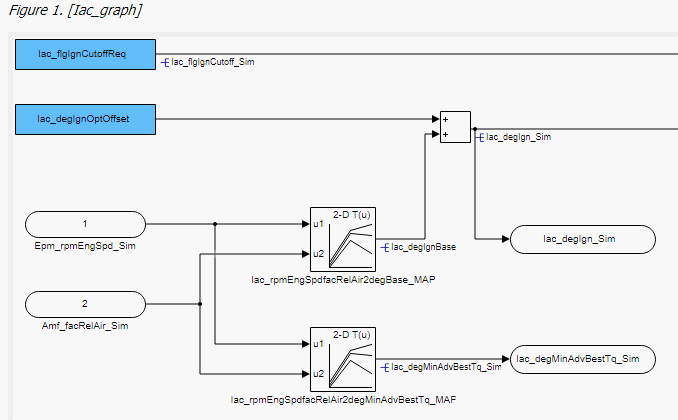 Figure 1. [Iac_graph]
Iac_flgIgnCutoffReq
Iac_flgIgnCutoff_Sim
Iac_degIgnOptOffset
+
+
Iac_degIgn_Sim
2-D T(u)
1
u1
Epm_rpmEngSpd_Sim
Iac_degIgnBase
Iac_degIgn_Sim
u2
Iac_rpmEngSpdfacRelAir2degBase_MAP
2
Amf_facRelAir_Sim
2-D T(u)
u1
Iac_degMinAdvBestTq_Sim
Iac_degMinAdvBestTq_Sim
u2
Iac_rpmEngSpdfacRelAir2degMinAdvBestTq_MAP